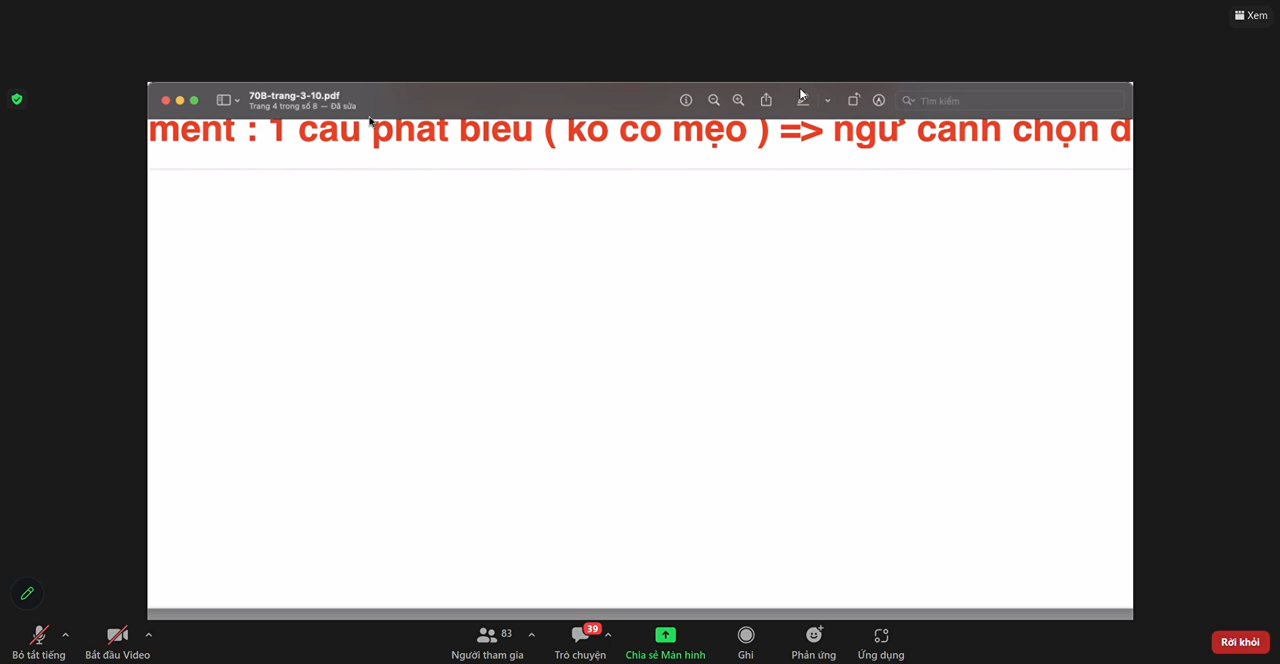 Xem
70B-trang-3-10.pdf
Trang 4 trong số 8 — Đã sửa
Tìm kiếm
ment : 1 câu phát biểu ( ko có mẹo ) => ngữ cảnh chọn d
83
39
Bỏ tắt tiếng
Bắt đầu Video
Người tham gia
Trò chuyện
Chia sẻ Màn hình
Ghi
Phản ứng
Ứng dụng
Rời khỏi